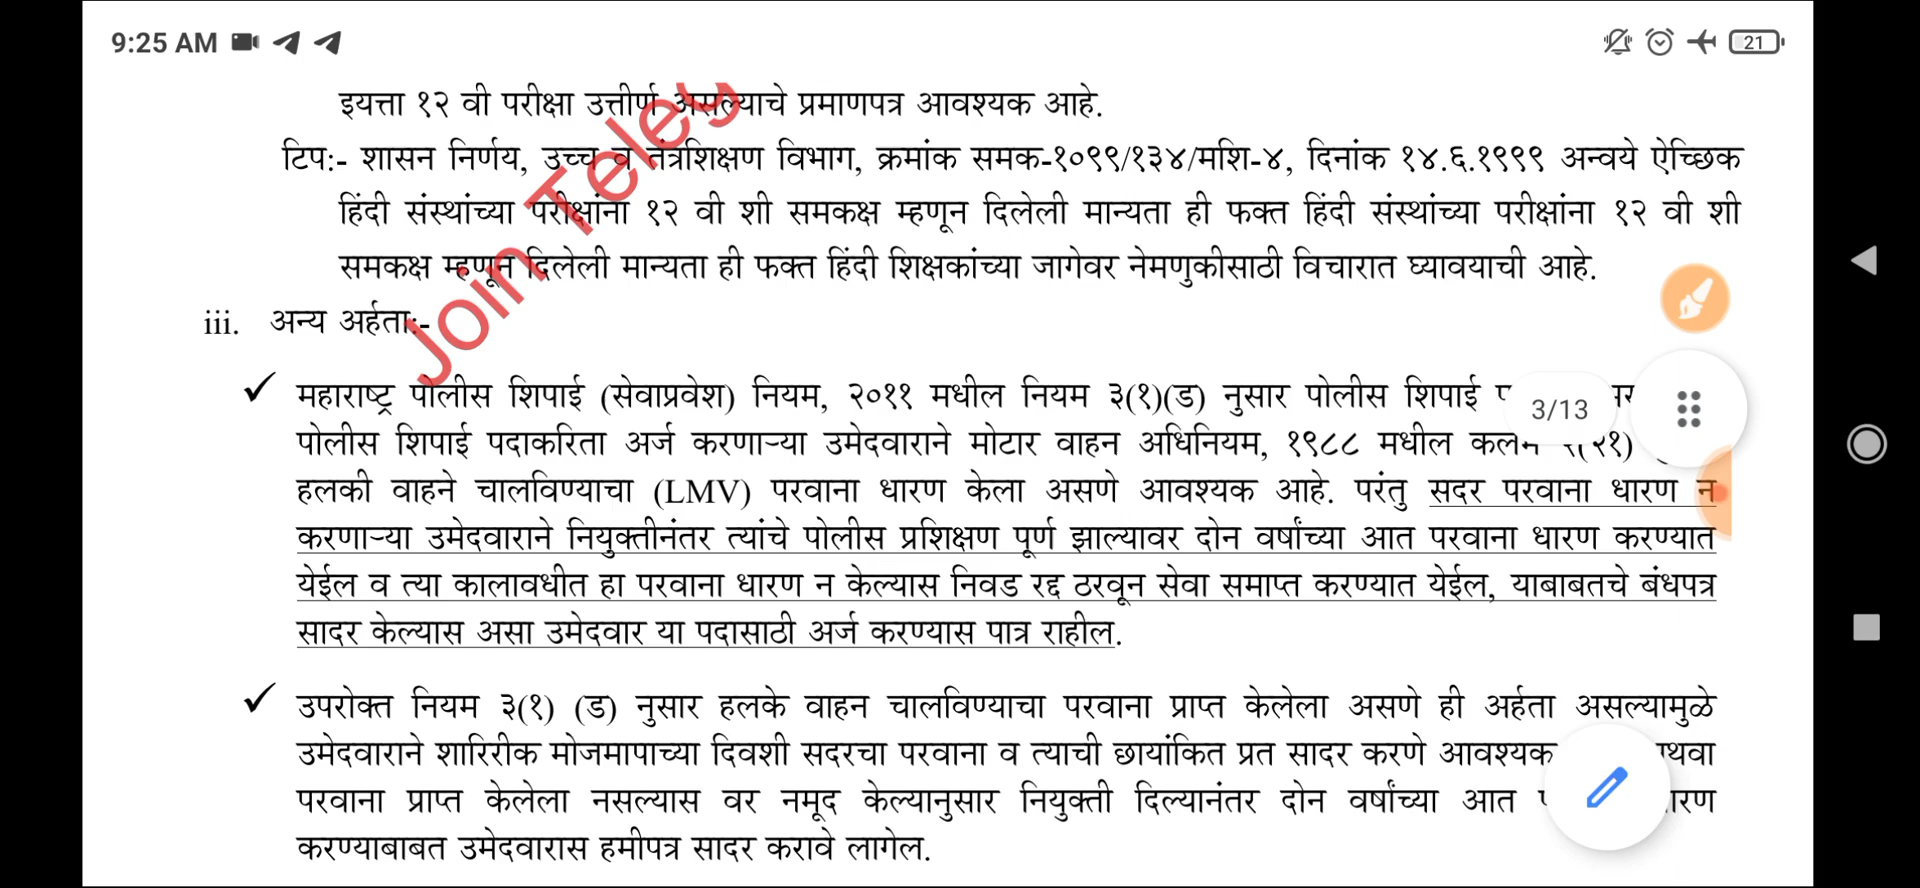 9:25 AM
21
इयत्ता १२ वी परीक्षा उत्तीर्ण असल्याचे प्रमाणपत्र आवश्यक आहे.
टिप:- शासन निर्णय, उच्च व तंत्रशिक्षण विभाग, क्रमांक समक-१०९९/१३४/मशि-४, दिनांक १४.६.१९९९ अन्वये ऐच्छिक
हिंदी संस्थांच्या परीक्षांना १२ वी शी समकक्ष म्हणून दिलेली मान्यता ही फक्त हिंदी संस्थांच्या परीक्षांना १२ वी शी
समकक्ष म्हणून दिलेली मान्यता ही फक्त हिंदी शिक्षकांच्या जागेवर नेमणुकीसाठी विचारात घ्यावयाची आहे.
Join Teleg
iii. अन्य अर्हता:-
✓ महाराष्ट्र पोलीस शिपाई (सेवाप्रवेश) नियम, २०११ मधील नियम ३(१)(ड) नुसार पोलीस शिपाई
3/13
पोलीस शिपाई पदाकरिता अर्ज करणाऱ्या उमेदवाराने मोटार वाहन अधिनियम, १९८८ मधील कलम
हलकी वाहने चालविण्याचा (LMV) परवाना धारण केला असणे आवश्यक आहे. परंतु सदर परवाना धारण न
करणाऱ्या उमेदवाराने नियुक्तीनंतर त्यांचे पोलीस प्रशिक्षण पूर्ण झाल्यावर दोन वर्षांच्या आत परवाना धारण करण्यात
येईल व त्या कालावधीत हा परवाना धारण न केल्यास निवड रद्द ठरवून सेवा समाप्त करण्यात येईल, याबाबतचे बंधपत्र
सादर केल्यास असा उमेदवार या पदासाठी अर्ज करण्यास पात्र राहील.
✓ उपरोक्त नियम ३(१) (ड) नुसार हलके वाहन चालविण्याचा परवाना प्राप्त केलेला असणे ही अर्हता असल्यामुळे
उमेदवाराने शारिरीक मोजमापाच्या दिवशी सदरचा परवाना व त्याची छायांकित प्रत सादर करणे आवश्यक
परवाना प्राप्त केलेला नसल्यास वर नमूद केल्यानुसार नियुक्ती दिल्यानंतर दोन वर्षांच्या आत
करण्याबाबत उमेदवारास हमीपत्र सादर करावे लागेल.